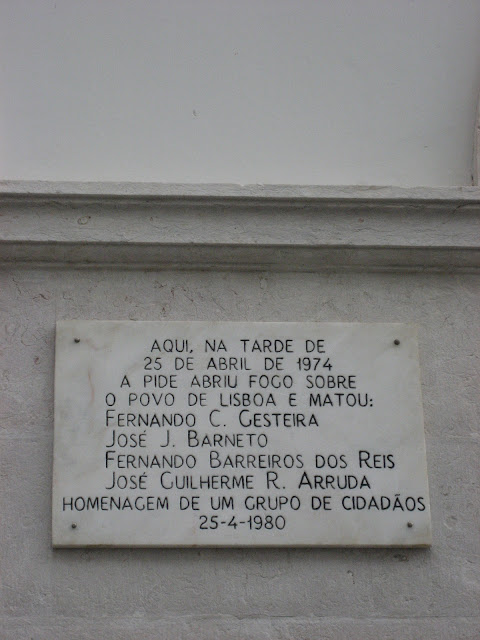 AQUI, NA TARDE DE
25 DE ABRIL DE 1974
A PIDE ABRIU FOGO SOBRE
O POVO DE LISBOA E MATOU:
FERNANDO C. GESTEIRA
JOSÉ J. BARNETO
FERNANDO BARREIROS DOS REIS
JOSÉ GUILHERME R. ARRUDA
HOMENAGEM DE UM GRUPO DE CIDADÃOS
25-4-1980